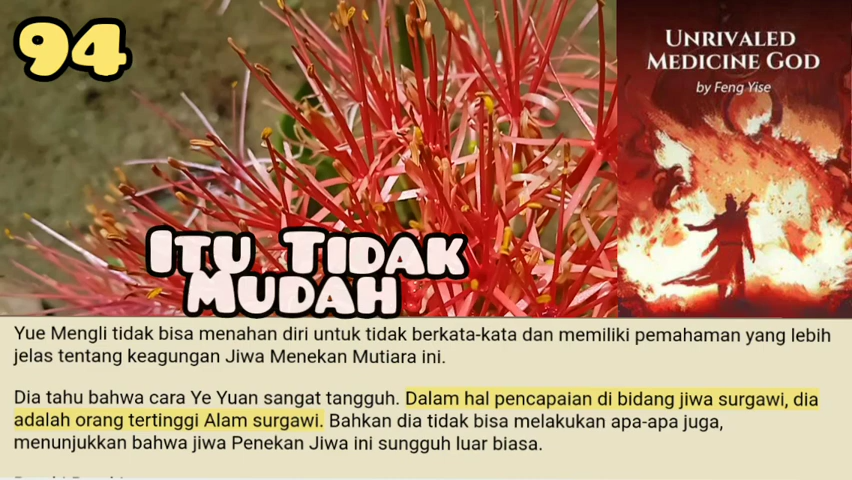 94
UNRIVALED
MEDICINE GOD
by Feng Yise
ITU TIDAK
MUDAH
Yue Mengli tidak bisa menahan diri untuk tidak berkata-kata dan memiliki pemahaman yang lebih
jelas tentang keagungan Jiwa Menekan Mutiara ini.
Dia tahu bahwa cara Ye Yuan sangat tangguh. Dalam hal pencapaian di bidang jiwa surgawi, dia
adalah orang tertinggi Alam surgawi. Bahkan dia tidak bisa melakukan apa-apa juga,
menunjukkan bahwa jiwa Penekan Jiwa ini sungguh luar biasa.